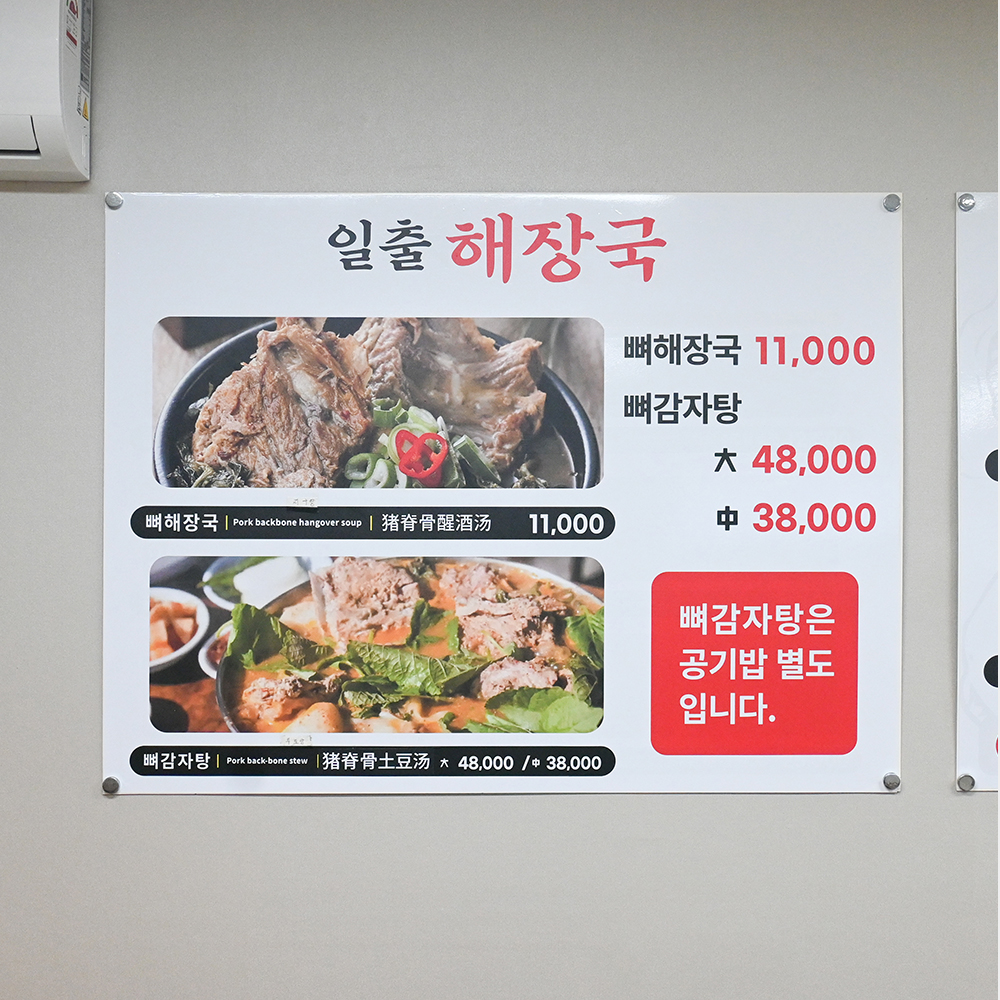 일출 해장국
뼈해장국 | Pork backbone hangover soup | 猪脊骨醒酒汤 11,000
뼈감자탕 | Pork back-bone stew | 猪脊骨土豆汤 大 48,000 / 中 38,000
뼈해장국 11,000
뼈감자탕
大 48,000
中 38,000
뼈감자탕은
공기밥 별도
입니다.